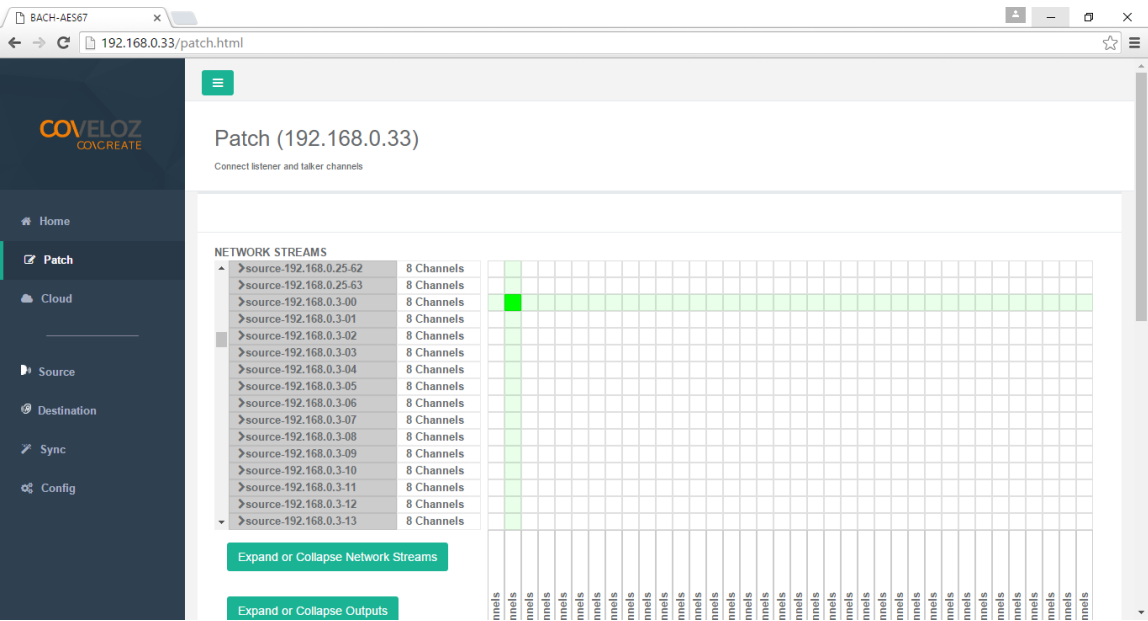 BACH-AES67
192.168.0.33/patch.html
COVELOZ
CO\CREATE
Patch (192.168.0.33)
Connect listener and talker channels
Home
Patch
Cloud
Source
Destination
Sync
Config
NETWORK STREAMS
source-192.168.0.25-62 8 Channels
source-192.168.0.25-63 8 Channels
source-192.168.0.3-00 8 Channels
source-192.168.0.3-01 8 Channels
source-192.168.0.3-02 8 Channels
source-192.168.0.3-03 8 Channels
source-192.168.0.3-04 8 Channels
source-192.168.0.3-05 8 Channels
source-192.168.0.3-06 8 Channels
source-192.168.0.3-07 8 Channels
source-192.168.0.3-08 8 Channels
source-192.168.0.3-09 8 Channels
source-192.168.0.3-10 8 Channels
source-192.168.0.3-11 8 Channels
source-192.168.0.3-12 8 Channels
source-192.168.0.3-13 8 Channels
Expand or Collapse Network Streams
Expand or Collapse Outputs